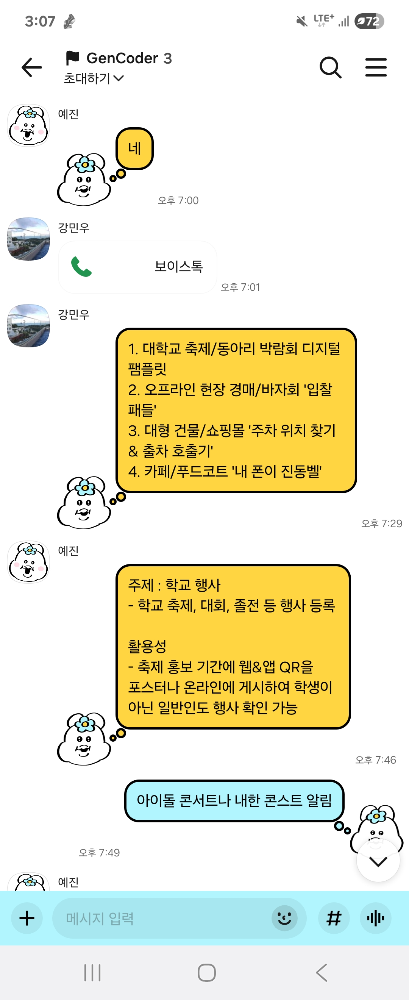 3:07
LTE+
72
GenCoder 3
초대하기
예진
네
오후 7:00
강민우
보이스톡
오후 7:01
강민우
1. 대학교 축제/동아리 박람회 디지털
팸플릿
2. 오프라인 현장 경매/바자회 '입찰
패들'
3. 대형 건물/쇼핑몰 '주차 위치 찾기
& 출차 호출기'
4. 카페/푸드코트 '내 폰이 진동벨'
오후 7:29
예진
주제 : 학교 행사
- 학교 축제, 대회, 졸전 등 행사 등록
활용성
- 축제 홍보 기간에 웹&앱 QR을
포스터나 온라인에 게시하여 학생이
아닌 일반인도 행사 확인 가능
오후 7:46
아이돌 콘서트나 내한 콘스트 알림
오후 7:49
예진
메시지 입력
#